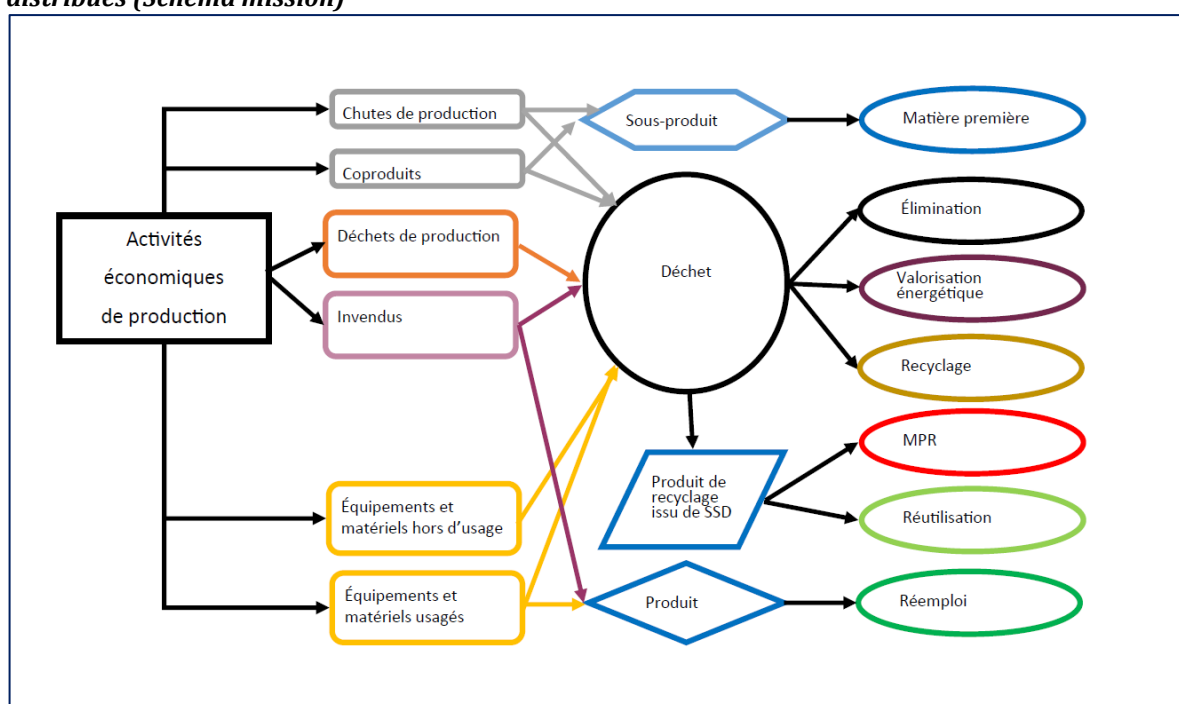 distribués (Schéma mission)
Chutes de production
Sous-produit
Matière première
Coproduits
Élimination
Activités
économiques
de production
Déchets de production
Déchet
Valorisation
énergétique
Invendus
Recyclage
MPR
Produit de
recyclage
issu de SSD
Équipements et
matériels hors d'usage
Réutilisation
Équipements et
matériels usagés
Produit
Réemploi